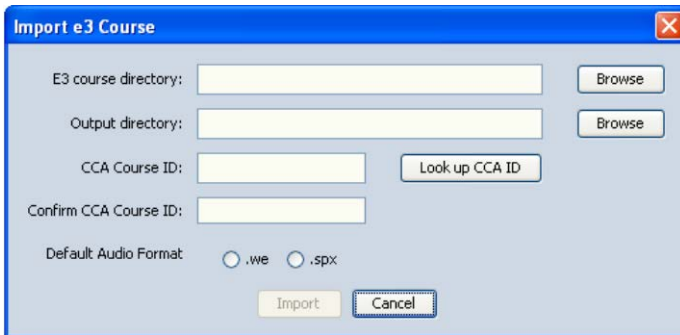 Import e3 Course
E3 course directory: Browse
Output directory: Browse
CCA Course ID: Look up CCA ID
Confirm CCA Course ID:
Default Audio Format .we .spx
Import Cancel